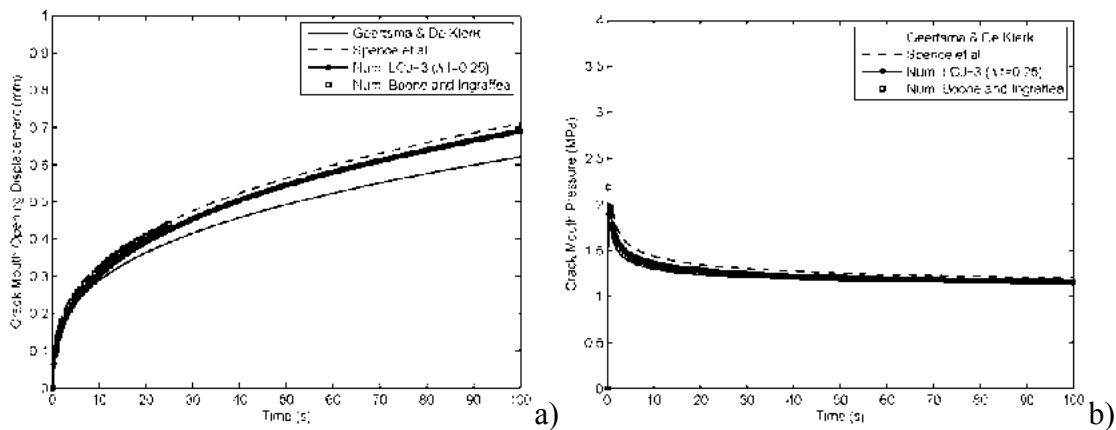 1
0.9
0.8
0.7
0.6
0.5
0.4
0.3
0.2
0.1
0
Crack Mouth Opening Displacement (mm)
Geertsma & De Klerk
Spence et al
Num. (Δt=0.25)
Num. Boone and Ingraffea
0 10 20 30 40 50 60 70 80 90 100
Time (s)
a)
4
3.5
3
2.5
2
1.5
1
0.5
0
Crack Mouth Pressure (MPa)
Geertsma & De Klerk
Spence et al
Num. (Δt=0.25)
Num. Boone and Ingraffea
0 10 20 30 40 50 60 70 80 90 100
Time (s)
b)